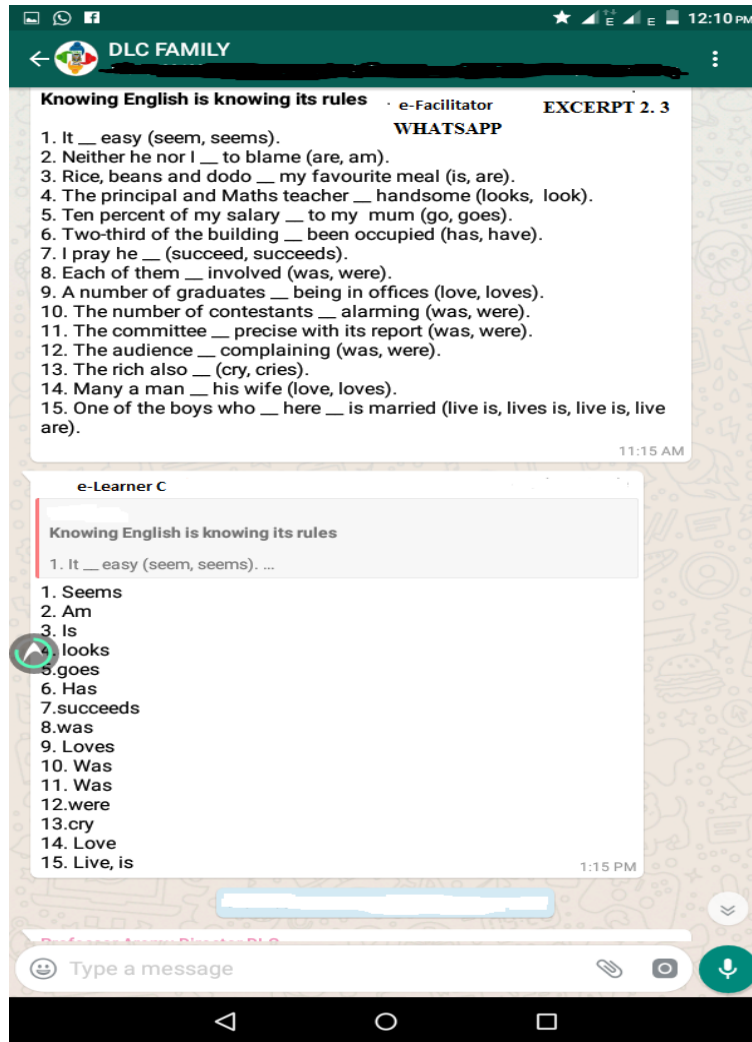 12:10 PM
DLC FAMILY
Knowing English is knowing its rules
e-Facilitator
WHATSAPP
EXCERPT 2. 3
1. It __ easy (seem, seems).
2. Neither he nor I __ to blame (are, am).
3. Rice, beans and dodo __ my favourite meal (is, are).
4. The principal and Maths teacher __ handsome (looks, look).
5. Ten percent of my salary __ to my mum (go, goes).
6. Two-third of the building __ been occupied (has, have).
7. I pray he __ (succeed, succeeds).
8. Each of them __ involved (was, were).
9. A number of graduates __ being in offices (love, loves).
10. The number of contestants __ alarming (was, were).
11. The committee __ precise with its report (was, were).
12. The audience __ complaining (was, were).
13. The rich also __ (cry, cries).
14. Many a man __ his wife (love, loves).
15. One of the boys who __ here __ is married (live is, lives is, live is, live
are).
11:15 AM
e-Learner C
Knowing English is knowing its rules
1. It __ easy (seem, seems). ...
1. Seems
2. Am
3. Is
4. looks
5.goes
6. Has
7.succeeds
8.was
9. Loves
10. Was
11. Was
12.were
13.cry
14. Love
15. Live, is
1:15 PM
Type a message